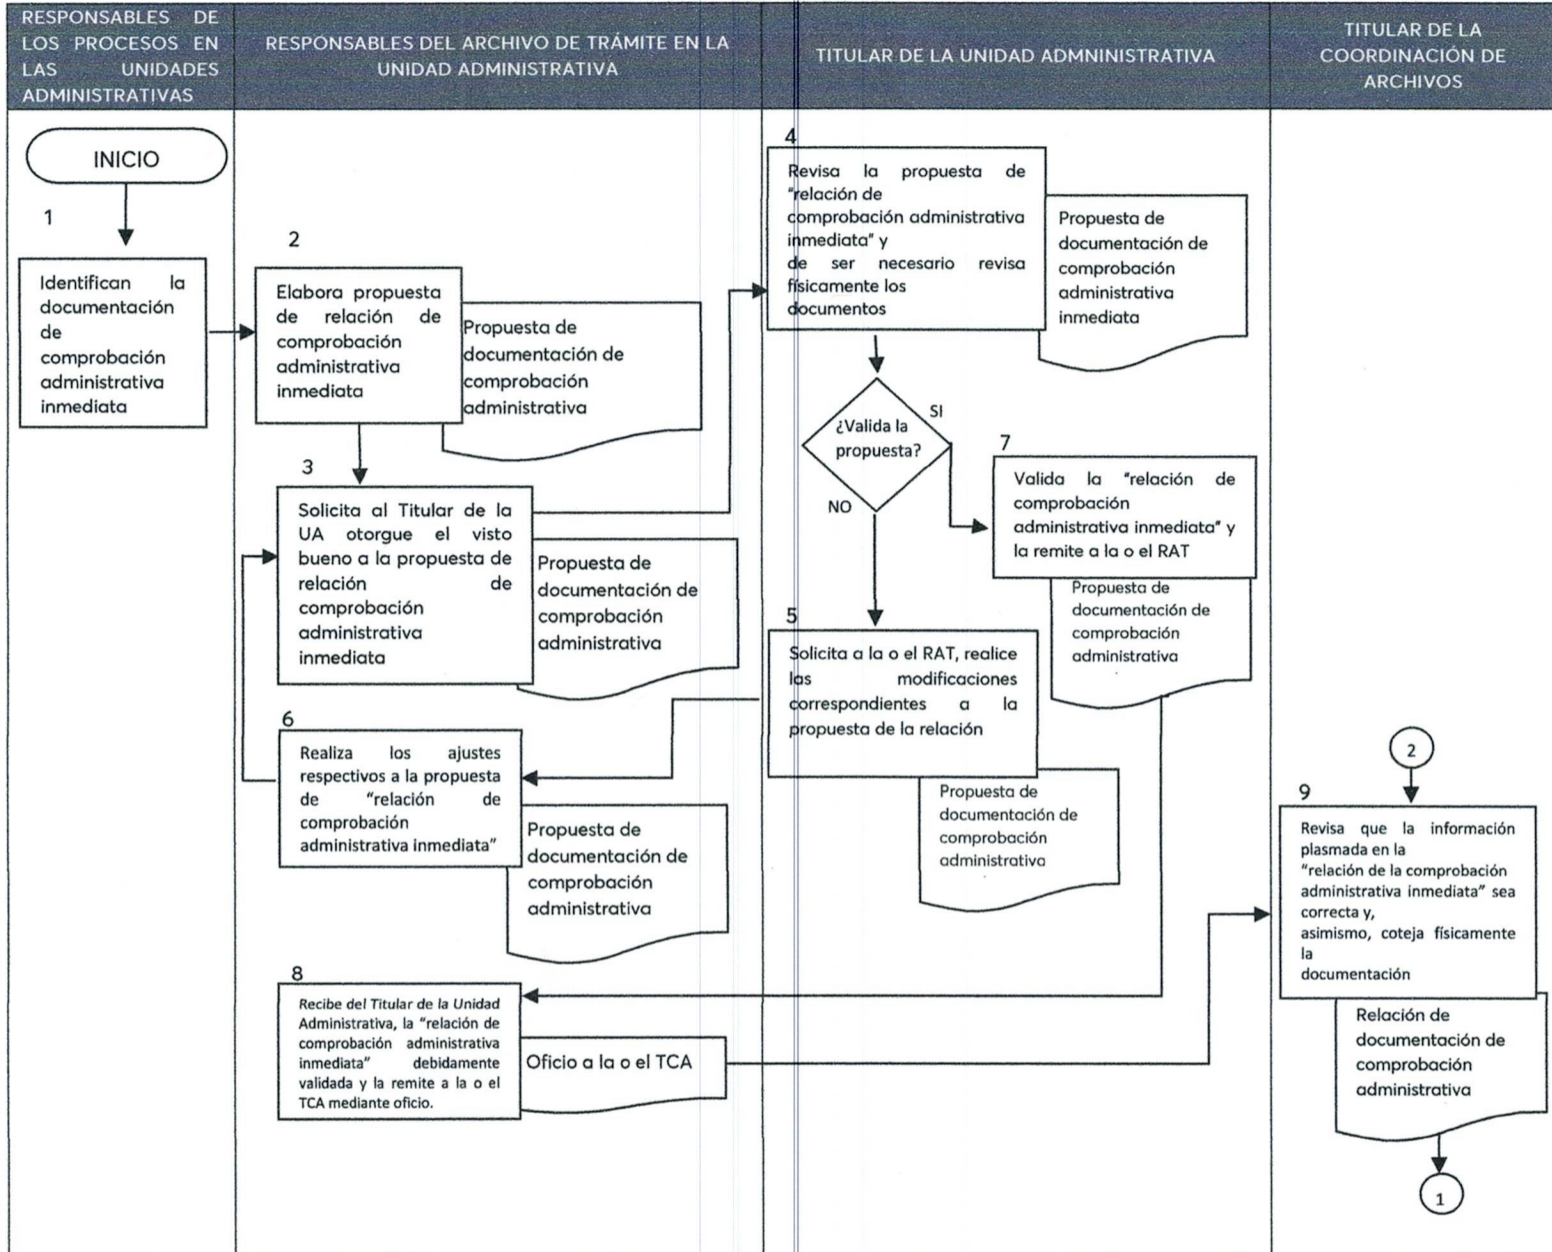 RESPONSABLES DE
LOS PROCESOS EN
LAS UNIDADES
ADMINISTRATIVAS
RESPONSABLES DEL ARCHIVO DE TRÁMITE EN LA
UNIDAD ADMINISTRATIVA
TITULAR DE LA UNIDAD ADMNINISTRATIVA
TITULAR DE LA
COORDINACIÓN DE
ARCHIVOS
INICIO
1
Identifican la
documentación
de
comprobación
administrativa
inmediata
2
Elabora propuesta
de relación de
comprobación
administrativa
inmediata
Propuesta de
documentación de
comprobación
administrativa
3
Solicita al Titular de la
UA otorgue el visto
bueno a la propuesta de
relación de
comprobación
administrativa
inmediata
Propuesta de
documentación de
comprobación
administrativa
4
Revisa la propuesta de
"relación de
comprobación administrativa
inmediata" y
de ser necesario revisa
físicamente los
documentos
Propuesta de
documentación de
comprobación
administrativa
inmediata
¿Valida la
propuesta?
SI
NO
5
Solicita a la o el RAT, realice
las modificaciones
correspondientes a la
propuesta de la relación
Propuesta de
documentación de
comprobación
administrativa
6
Realiza los ajustes
respectivos a la propuesta
de "relación de
comprobación
administrativa inmediata"
Propuesta de
documentación de
comprobación
administrativa
7
Valida la "relación de
comprobación
administrativa inmediata" y
la remite a la o el RAT
Propuesta de
documentación de
comprobación
administrativa
8
Recibe del Titular de la Unidad
Administrativa, la "relación de
comprobación administrativa
inmediata" debidamente
validada y la remite a la o el
TCA mediante oficio.
Oficio a la o el TCA
2
9
Revisa que la información
plasmada en la
"relación de la comprobación
administrativa inmediata" sea
correcta y,
asimismo, coteja físicamente
la
documentación
Relación de
documentación de
comprobación
administrativa
1